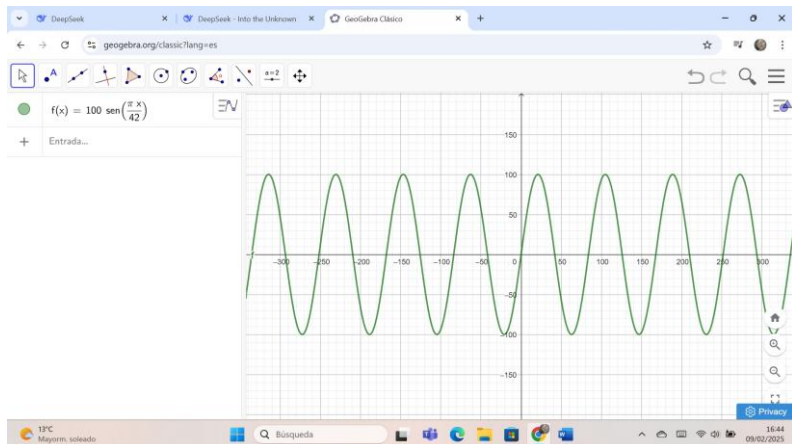 DeepSeek
DeepSeek - Into the Unknown
GeoGebra Clásico
geogebra.org/classic?lang=es
a=2
f(x) = 100 sen(π x / 42)
Entrada...
150
100
50
0
-50
-100
-150
-300 -250 -200 -150 -100 -50 0 50 100 150 200 250 300
Privacy
13°C
Mayorm. soleado
Búsqueda
16:44
09/02/2025